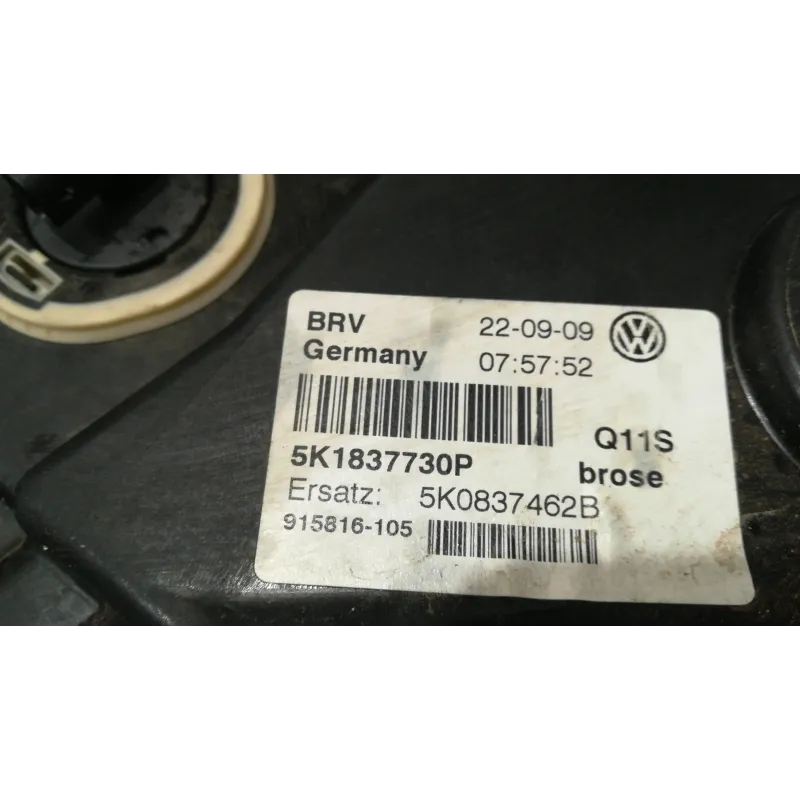 BRV 22-09-09
Germany 07:57:52
Q11S
5K1837730P brose
Ersatz: 5K0837462B
915816-105